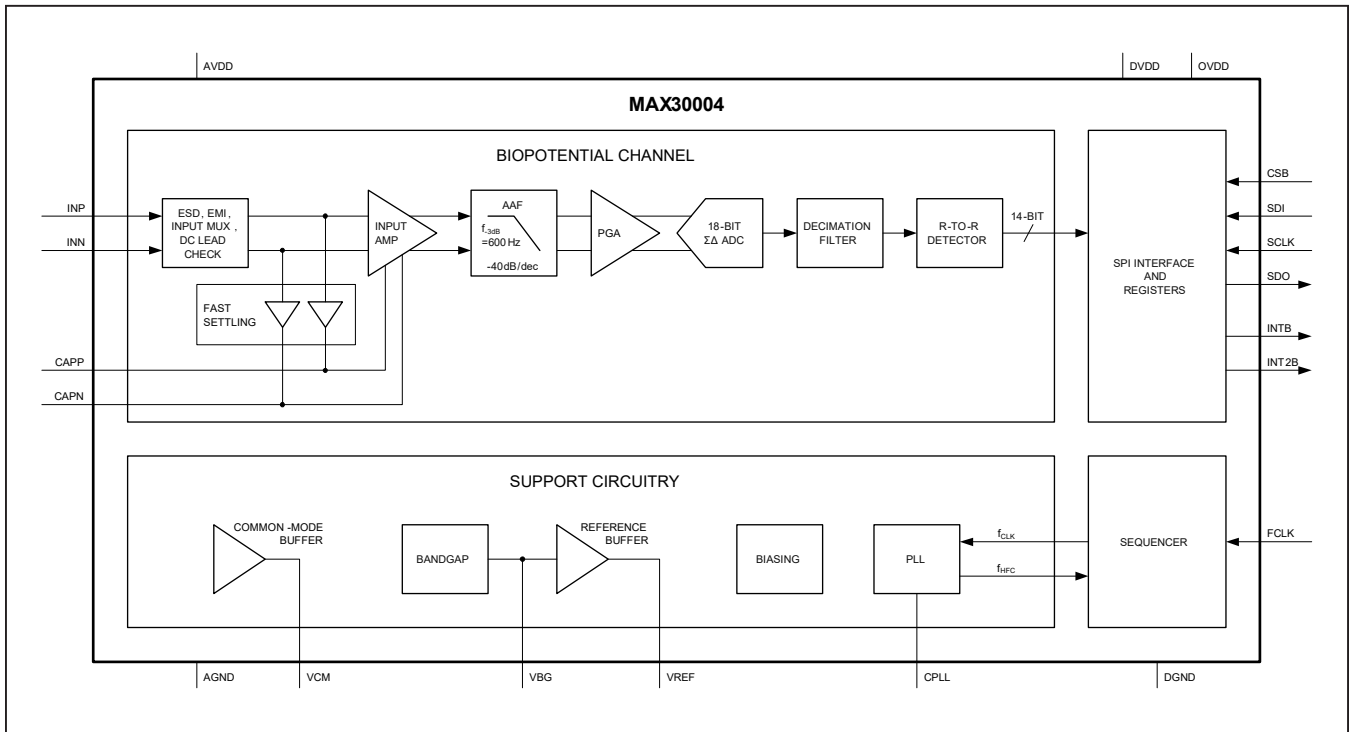 AVDD
DVDD
OVDD
MAX30004
BIOPOTENTIAL CHANNEL
INP
INN
CAPP
CAPN
ESD, EMI,
INPUT MUX,
DC LEAD
CHECK
FAST
SETTLING
INPUT
AMP
AAF
f-3dB
=600 Hz
-40dB/dec
PGA
18-BIT
ΣΔ ADC
DECIMATION
FILTER
R-TO-R
DETECTOR
14-BIT
SPI INTERFACE
AND
REGISTERS
CSB
SDI
SCLK
SDO
INTB
INT2B
SUPPORT CIRCUITRY
COMMON -MODE
BUFFER
BANDGAP
REFERENCE
BUFFER
BIASING
PLL
fCLK
fHFC
SEQUENCER
FCLK
AGND
VCM
VBG
VREF
CPLL
DGND